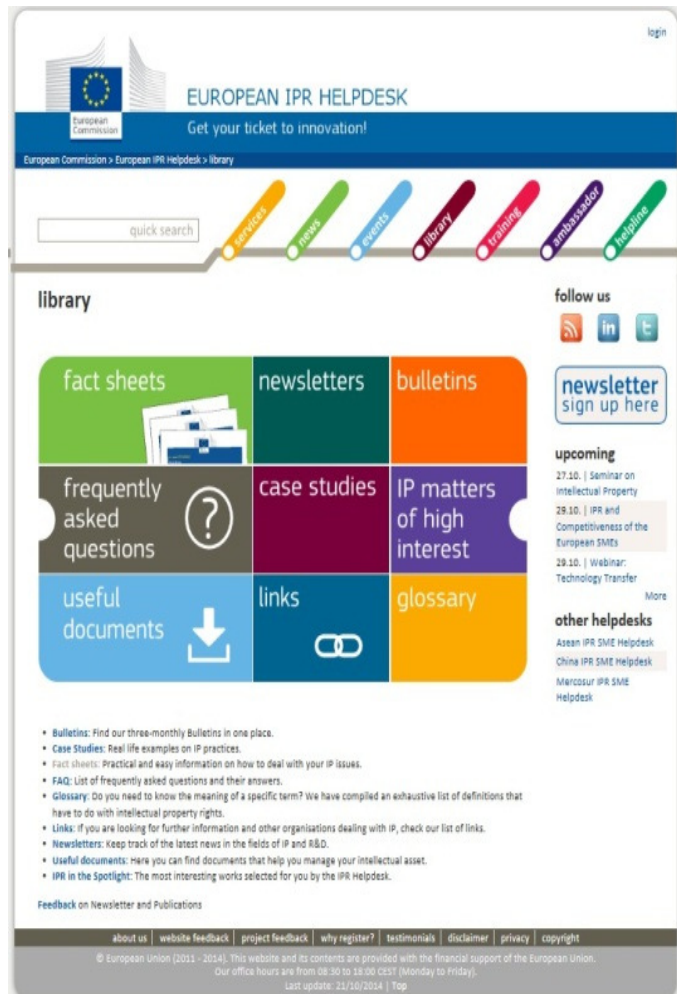 login
European
Commission
EUROPEAN IPR HELPDESK
Get your ticket to innovation!
European Commission > European IPR Helpdesk > library
quick search
services
news
events
library
training
ambassador
helpline
library
fact sheets
newsletters
bulletins
frequently
asked
questions
?
case studies
IP matters
of high
interest
useful
documents
links
glossary
follow us
in
t
newsletter
sign up here
upcoming
27.10. | Seminar on
Intellectual Property
29.10. | IPR and
Competitiveness of the
European SMEs
29.10. | Webinar:
Technology Transfer
More
other helpdesks
Asean IPR SME Helpdesk
China IPR SME Helpdesk
Mercosur IPR SME
Helpdesk
• Bulletins: Find our three-monthly Bulletins in one place.
• Case Studies: Real life examples on IP practices.
• Fact sheets: Practical and easy information on how to deal with your IP issues.
• FAQ: List of frequently asked questions and their answers.
• Glossary: Do you need to know the meaning of a specific term? We have compiled an exhaustive list of definitions that
have to do with intellectual property rights.
• Links: If you are looking for further information and other organisations dealing with IP, check our list of links.
• Newsletters: Keep track of the latest news in the fields of IP and R&D.
• Useful documents: Here you can find documents that help you manage your intellectual asset.
• IPR in the Spotlight: The most interesting works selected for you by the IPR Helpdesk.
Feedback on Newsletter and Publications
about us | website feedback | project feedback | why register? | testimonials | disclaimer | privacy | copyright
© European Union (2011 - 2014). This website and its contents are provided with the financial support of the European Union.
Our office hours are from 08:30 to 18:00 CEST (Monday to Friday).
Last update: 21/10/2014 | Top